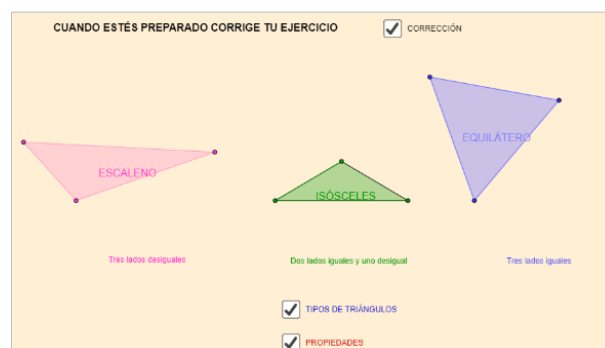 CUANDO ESTÉS PREPARADO CORRIGE TU EJERCICIO
CORRECCIÓN
EQUILÁTERO
ESCALENO
ISÓSCELES
Tres lados desiguales
Dos lados iguales y uno desigual
Tres lados iguales
TIPOS DE TRIÁNGULOS
PROPIEDADES